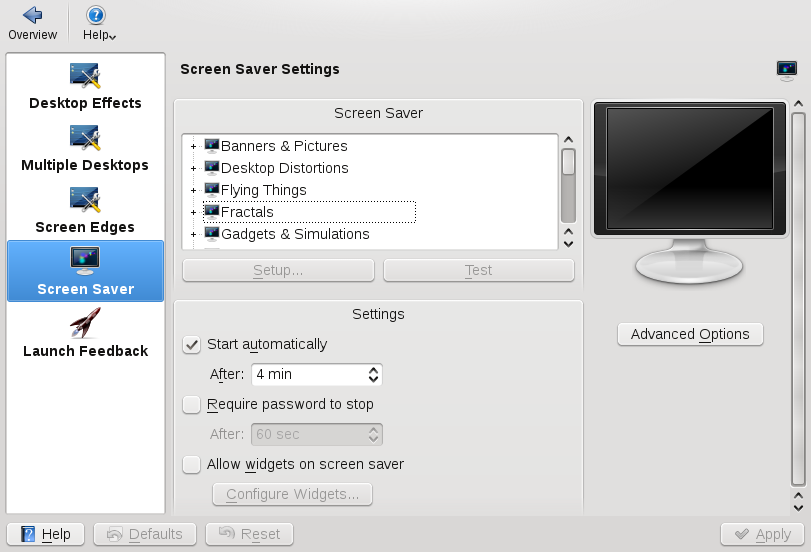 Overview
Help
Desktop Effects
Multiple Desktops
Screen Edges
Screen Saver
Launch Feedback
Screen Saver Settings
Screen Saver
Banners & Pictures
Desktop Distortions
Flying Things
Fractals
Gadgets & Simulations
Setup...
Test
Settings
Start automatically
After: 4 min
Require password to stop
After: 60 sec
Allow widgets on screen saver
Configure Widgets...
Advanced Options
Help
Defaults
Reset
Apply